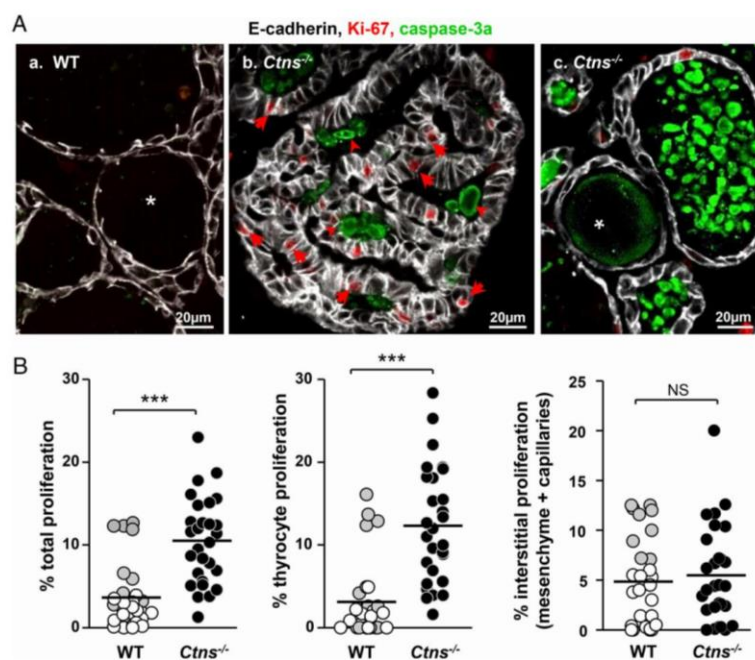 A
E-cadherin, Ki-67, caspase-3a
a. WT
b. Ctns-/-
c. Ctns-/-
*
*
20µm
20µm
20µm
B
30
20
10
0
% total proliferation
***
WT
Ctns-/-
30
20
10
0
% thyrocyte proliferation
***
WT
Ctns-/-
25
20
15
10
5
0
% interstitial proliferation
(mesenchyme + capillaries)
NS
WT
Ctns-/-